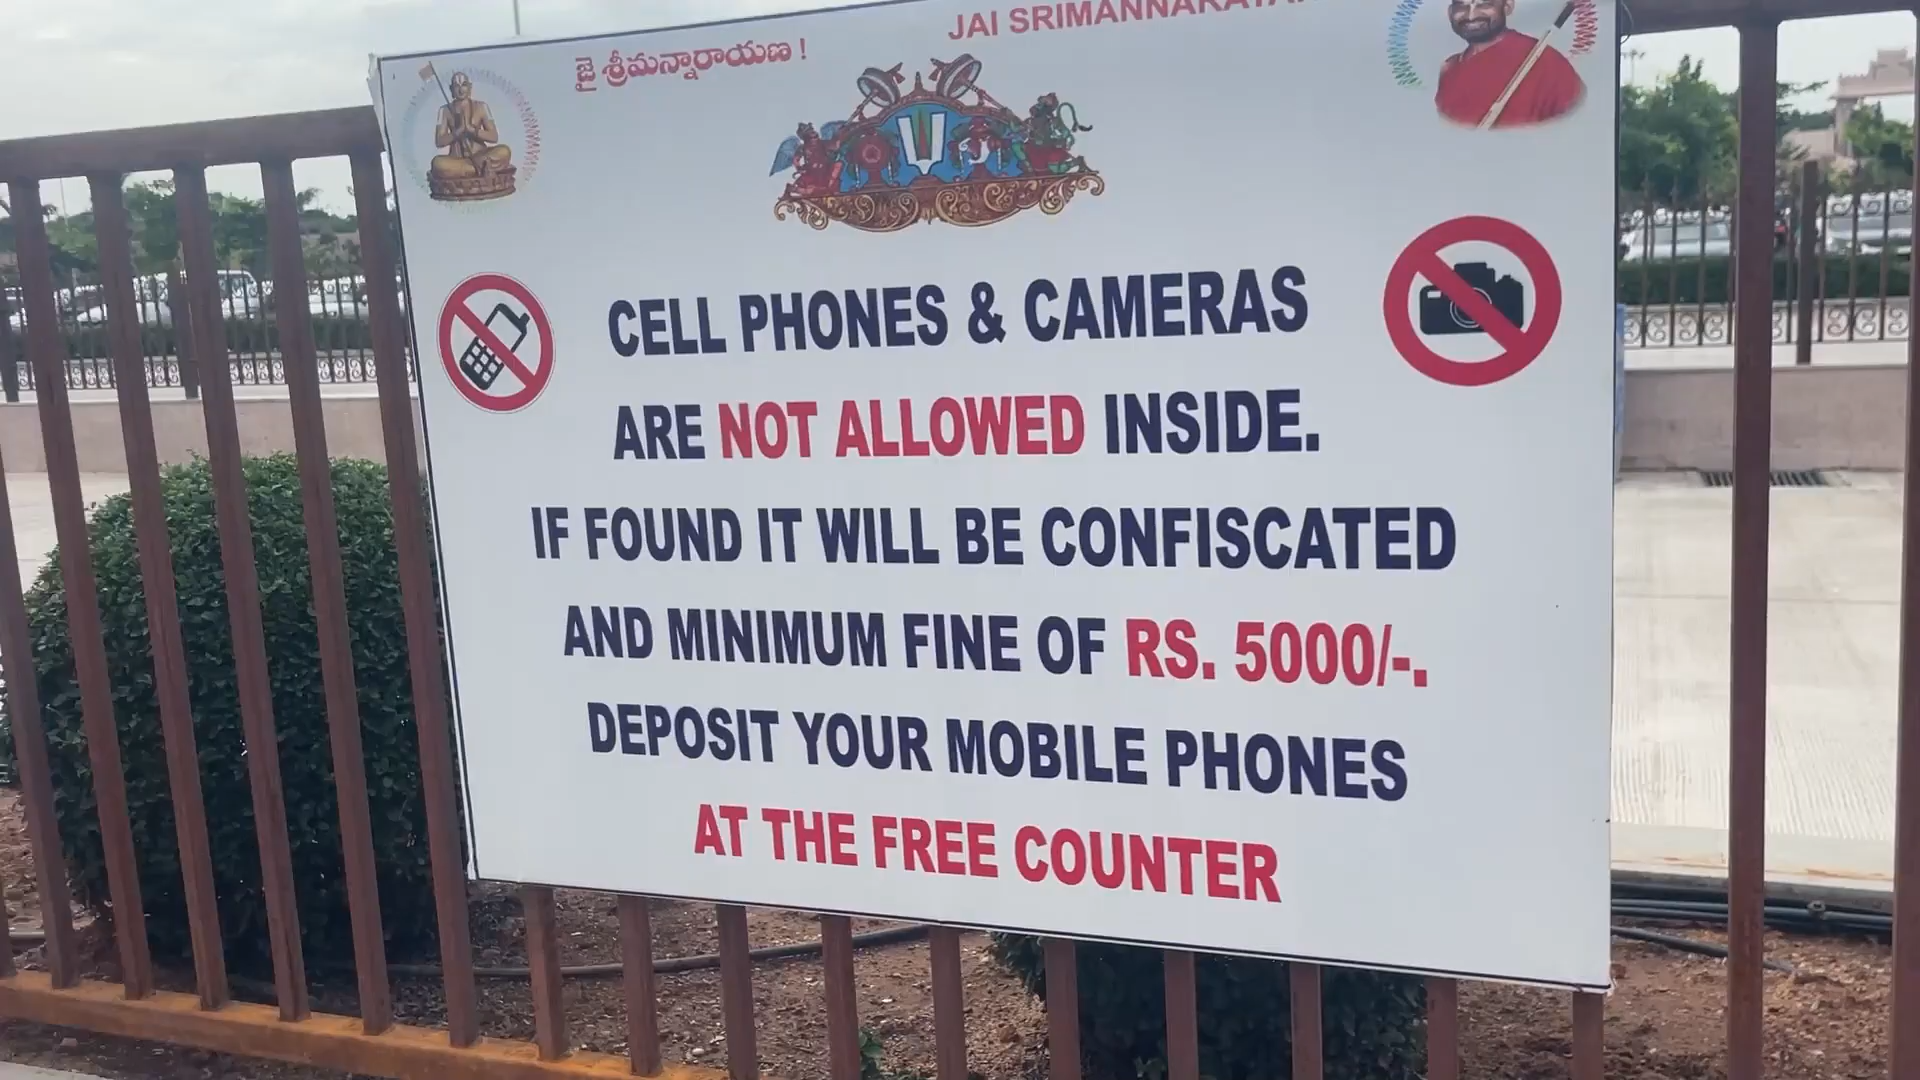 జై శ్రీమన్నారాయణ !
JAI
CELL PHONES & CAMERAS
ARE NOT ALLOWED INSIDE.
IF FOUND IT WILL BE CONFISCATED
AND MINIMUM FINE OF RS. 5000/-.
DEPOSIT YOUR MOBILE PHONES
AT THE FREE COUNTER